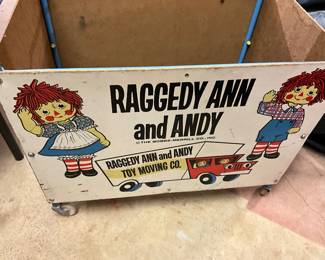 RAGGEDY ANN
and ANDY
© THE BOBBS-MERRILL CO., INC.
RAGGEDY ANN and ANDY
TOY MOVING CO.